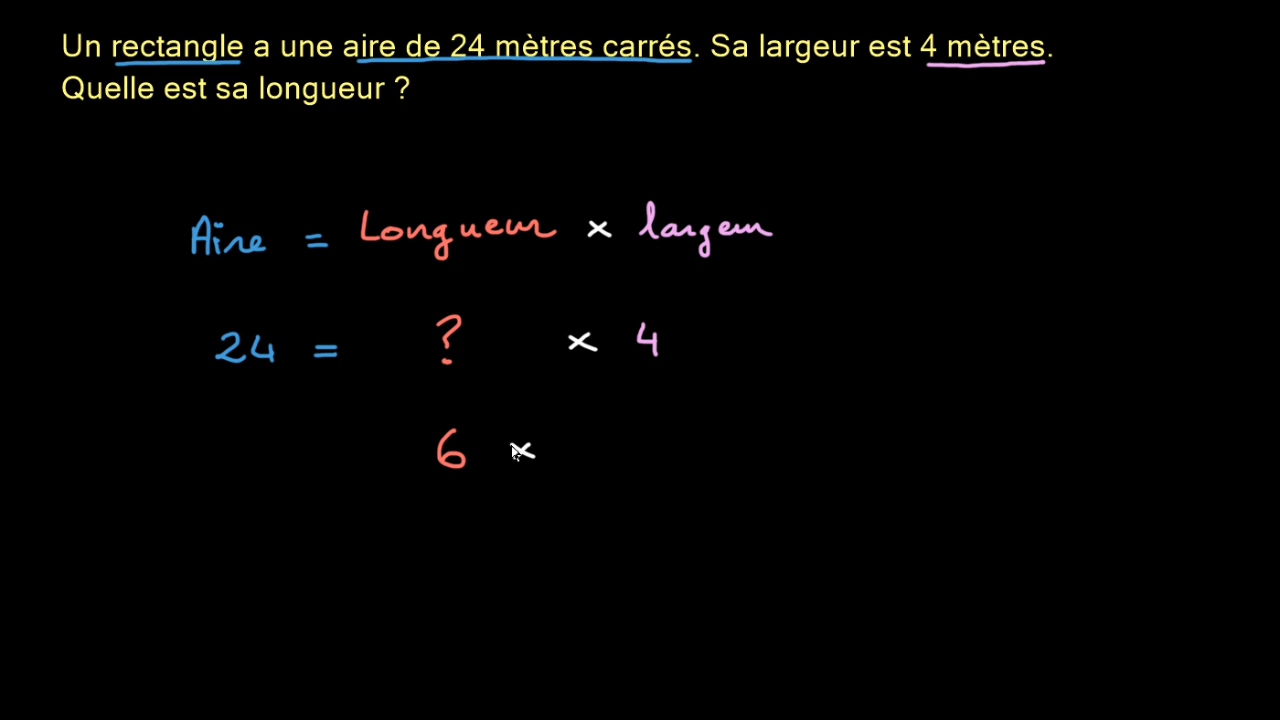 Un rectangle a une aire de 24 mètres carrés. Sa largeur est 4 mètres.
Quelle est sa longueur ?
Aire = Longueur × largeur
24 = ? × 4
6 ×